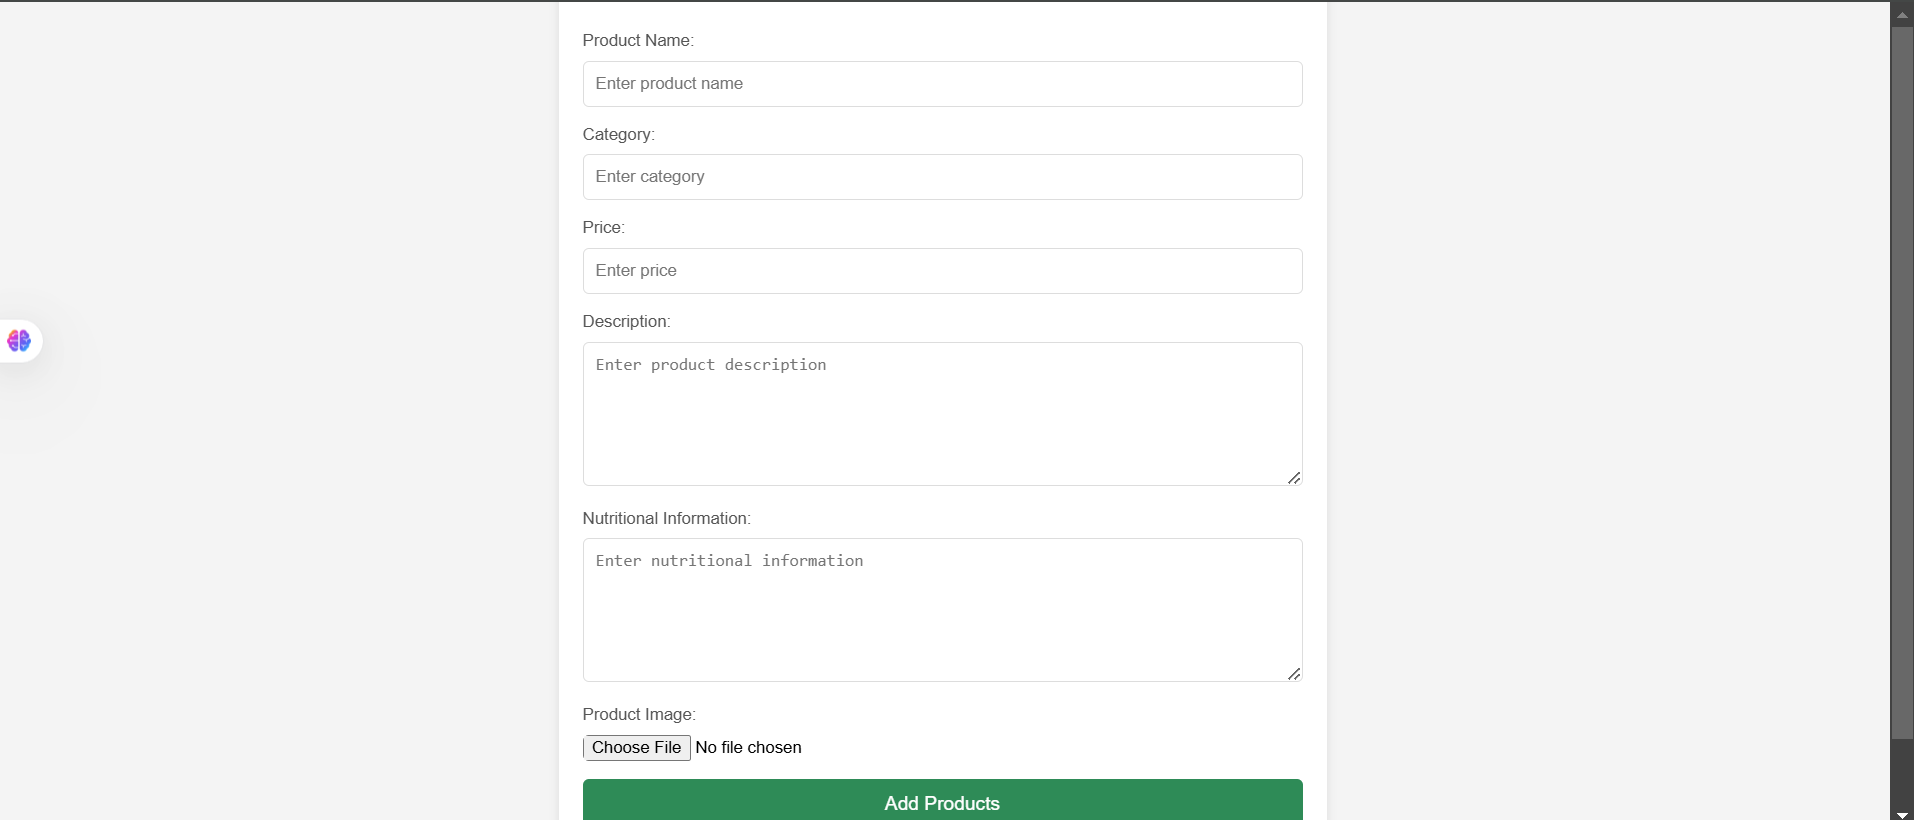 Product Name:
Enter product name
Category:
Enter category
Price:
Enter price
Description:
Enter product description
Nutritional Information:
Enter nutritional information
Product Image:
Choose File No file chosen
Add Products